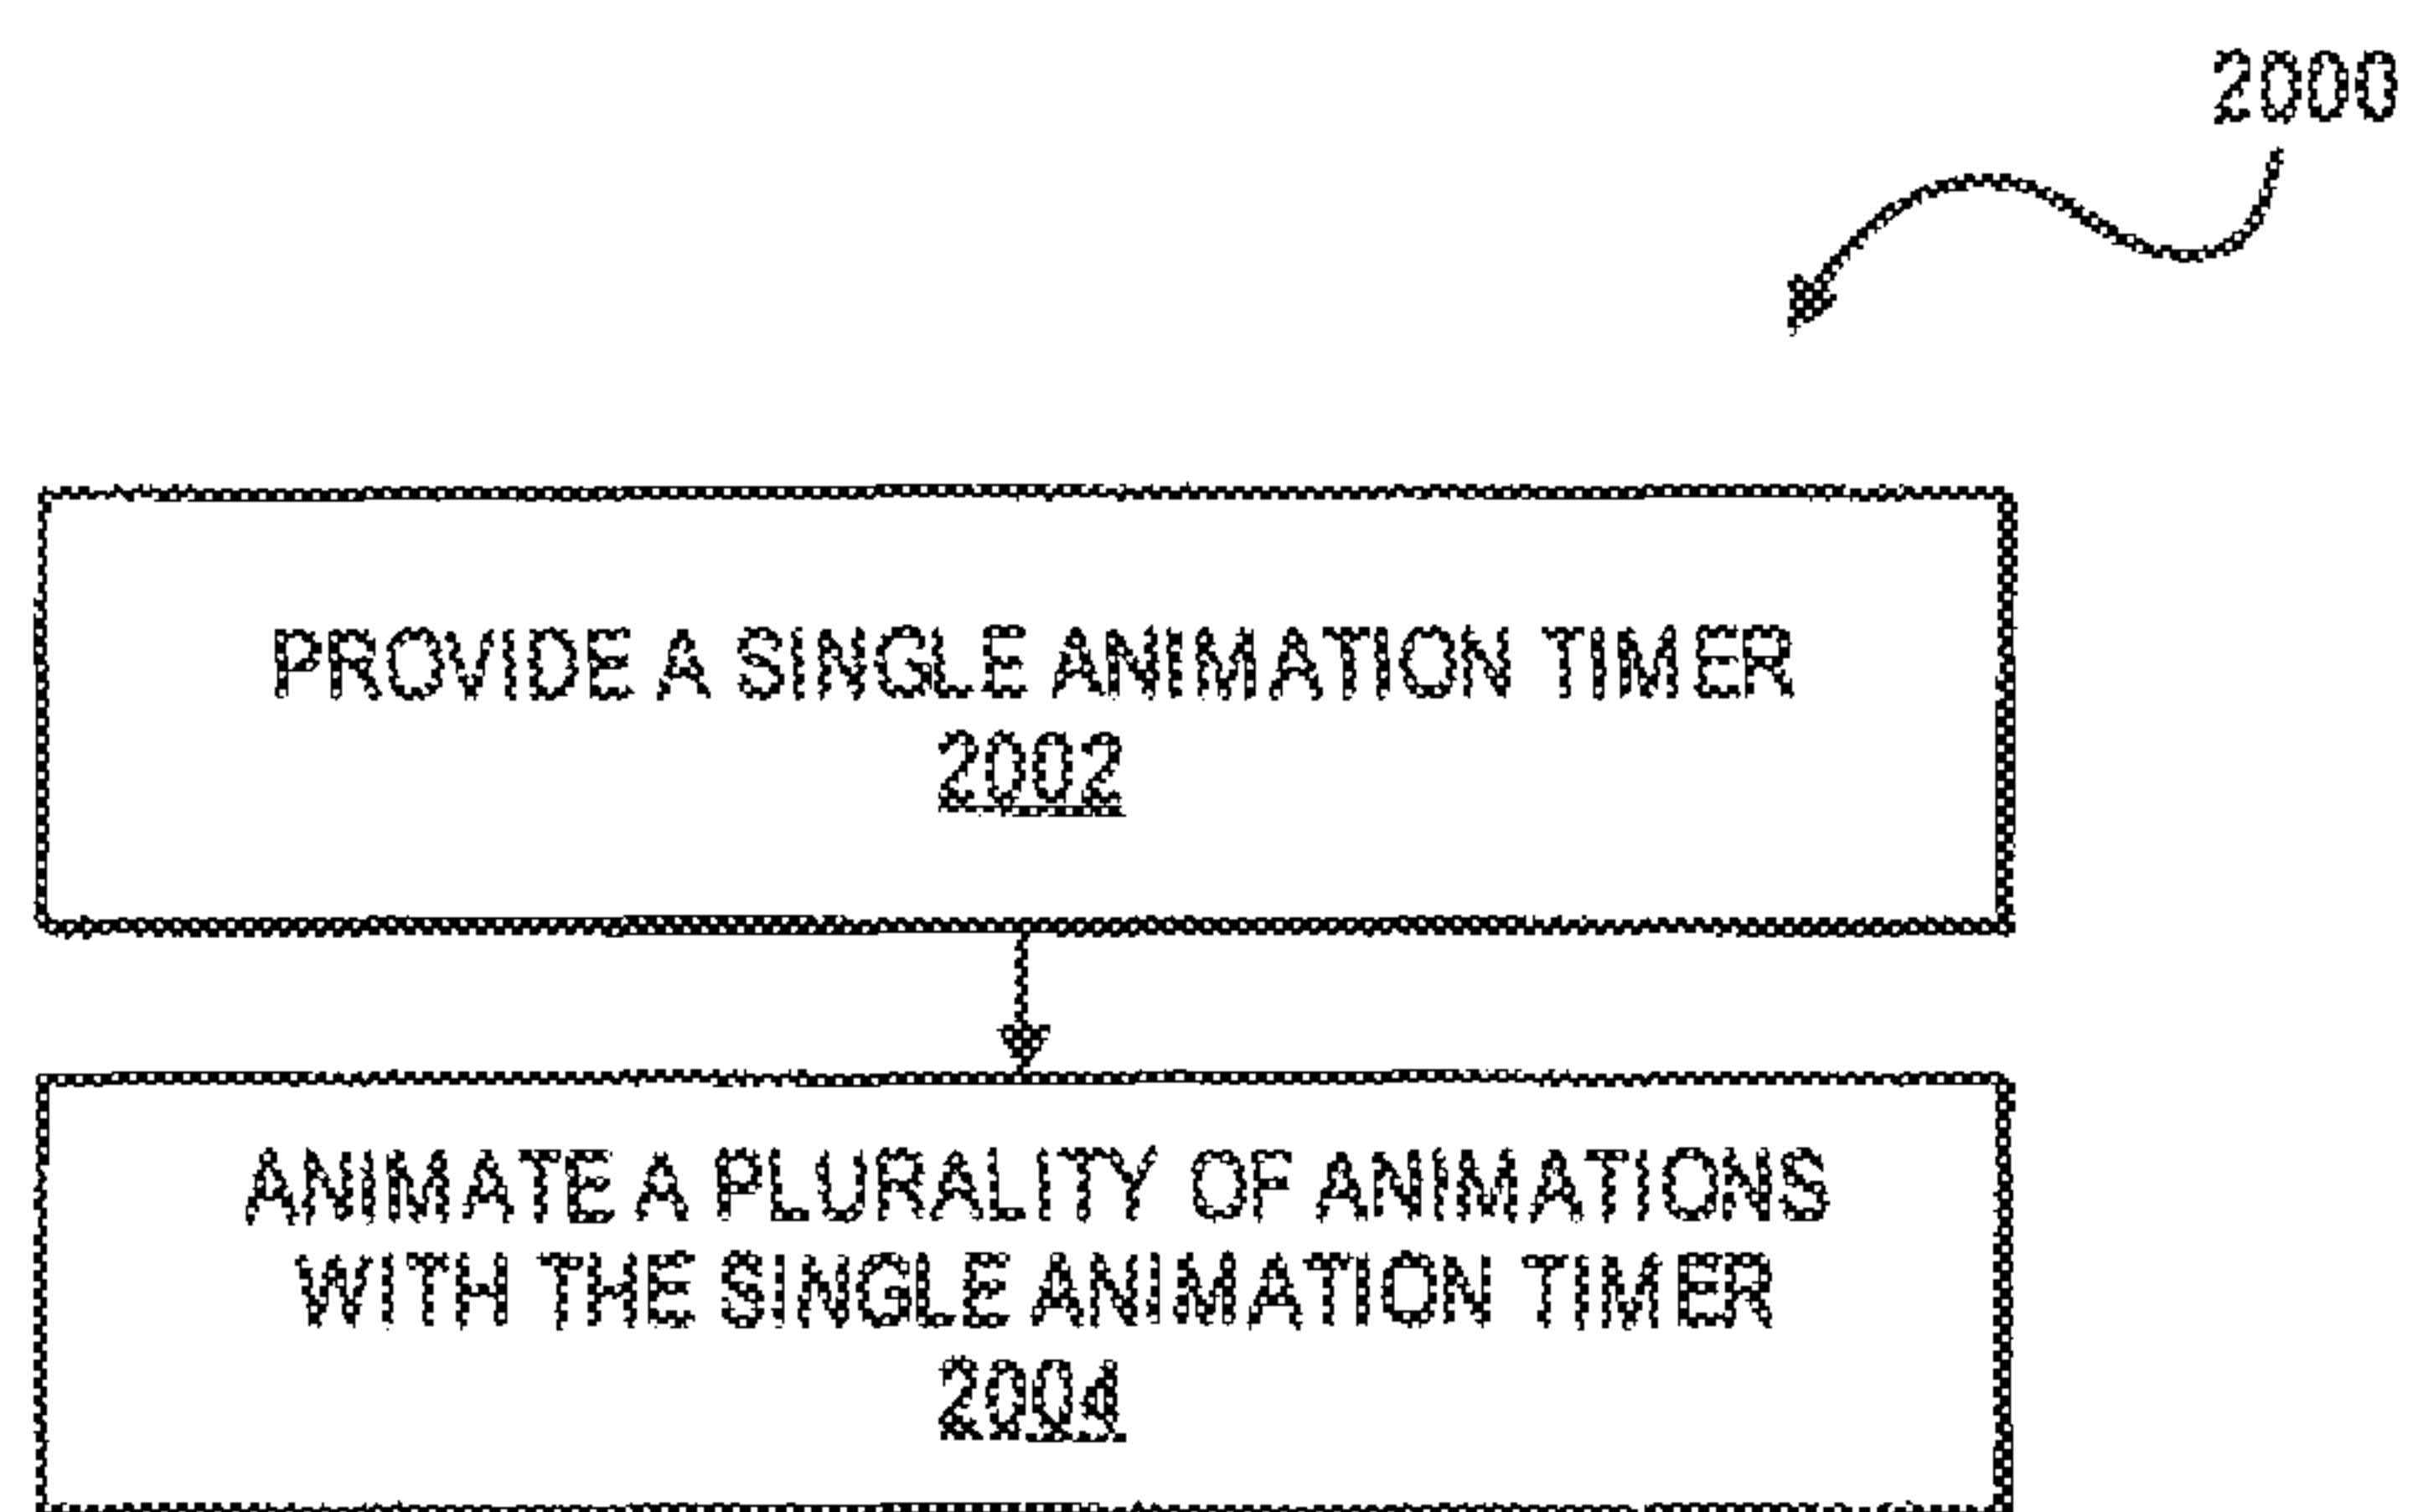 2000
PROVIDE A SINGLE ANIMATION TIMER
2002
ANIMATE A PLURALITY OF ANIMATIONS
WITH THE SINGLE ANIMATION TIMER
2004